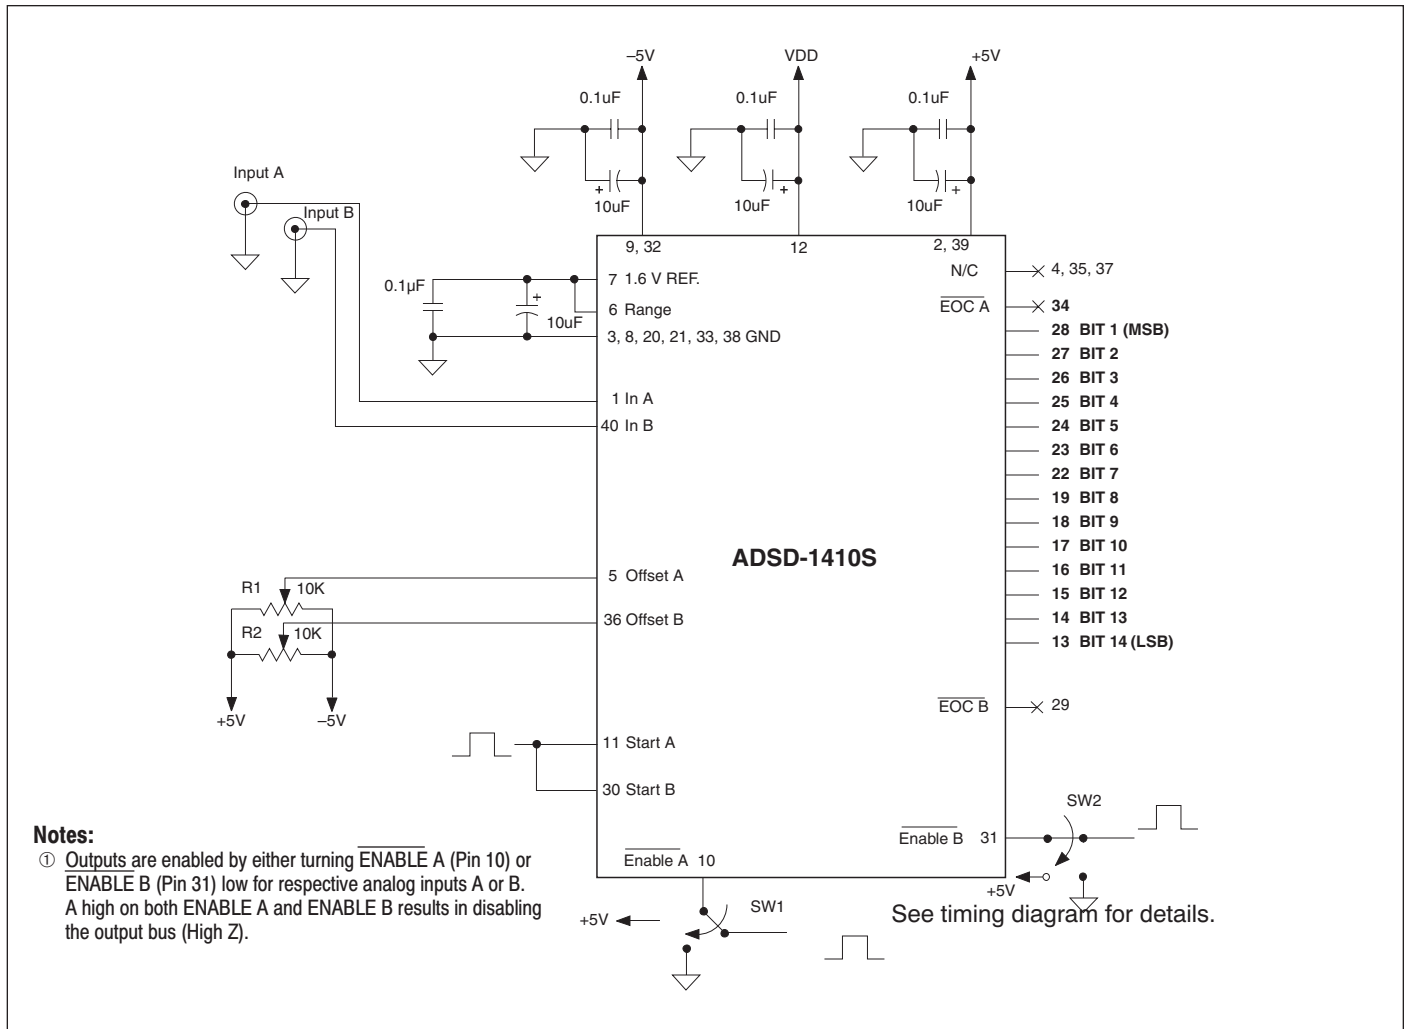 –5V
VDD
+5V
0.1uF
0.1uF
0.1uF
+
10uF
10uF
+
10uF
+
Input A
Input B
9, 32
12
2, 39
0.1µF
+
10uF
7 1.6 V REF.
6 Range
3, 8, 20, 21, 33, 38 GND
1 In A
40 In B
N/C 4, 35, 37
EOC A 34
28 BIT 1 (MSB)
27 BIT 2
26 BIT 3
25 BIT 4
24 BIT 5
23 BIT 6
22 BIT 7
19 BIT 8
18 BIT 9
17 BIT 10
16 BIT 11
15 BIT 12
14 BIT 13
13 BIT 14 (LSB)
ADSD-1410S
R1 10K
5 Offset A
R2 10K
36 Offset B
+5V
–5V
EOC B 29
11 Start A
30 Start B
SW2
Enable B 31
+5V
Enable A 10
SW1
+5V
See timing diagram for details.
Notes:
① Outputs are enabled by either turning ENABLE A (Pin 10) or
ENABLE B (Pin 31) low for respective analog inputs A or B.
A high on both ENABLE A and ENABLE B results in disabling
the output bus (High Z).